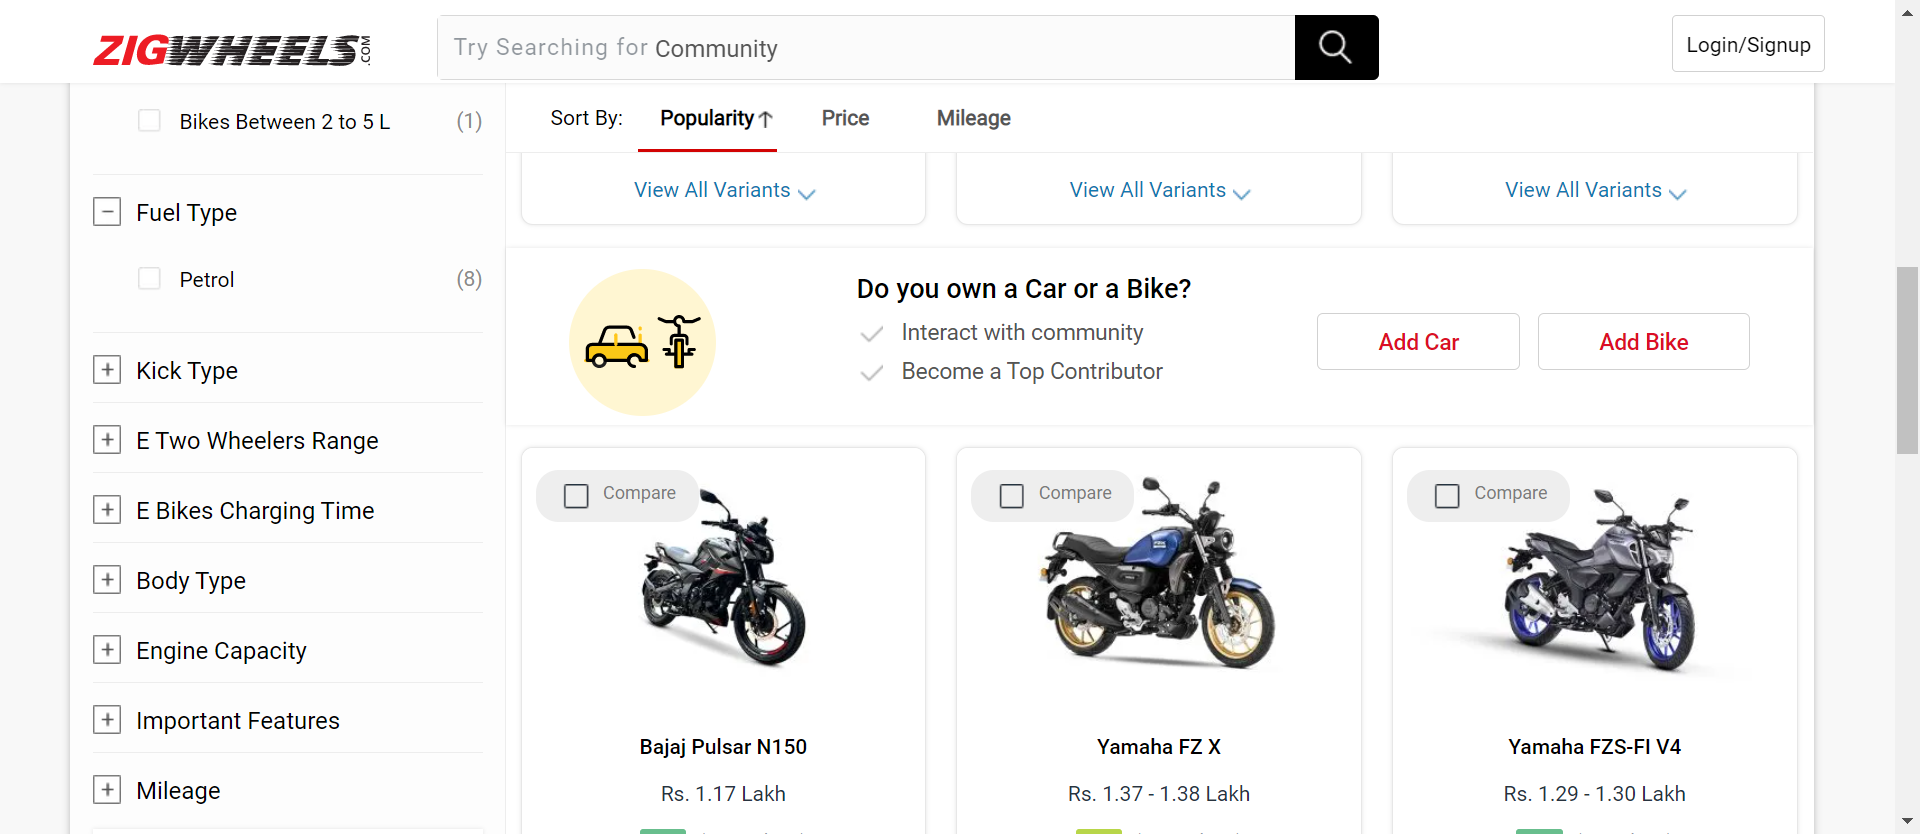 ZIGWHEELS.COM
Try Searching for Community
Login/Signup
Bikes Between 2 to 5 L (1)
Fuel Type
Petrol (8)
Kick Type
E Two Wheelers Range
E Bikes Charging Time
Body Type
Engine Capacity
Important Features
Mileage
Sort By: Popularity Price Mileage
View All Variants View All Variants View All Variants
Do you own a Car or a Bike?
Interact with community
Become a Top Contributor
Add Car Add Bike
Compare Compare Compare
Bajaj Pulsar N150 Yamaha FZ X Yamaha FZS-FI V4
Rs. 1.17 Lakh Rs. 1.37 - 1.38 Lakh Rs. 1.29 - 1.30 Lakh